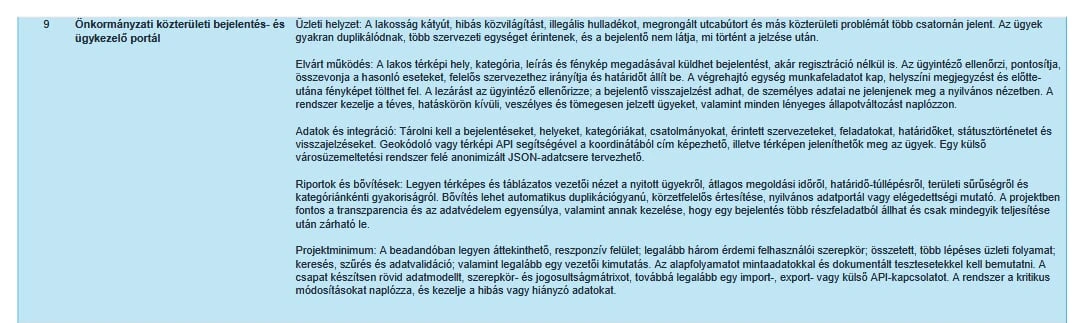 9
Önkormányzati közterületi bejelentés- és
ügykezelő portál
Üzleti helyzet: A lakosság kátyút, hibás közvilágítást, illegális hulladékot, megrongált utcabútort és más közterületi problémát több csatornán jelent. Az ügyek
gyakran duplikálódnak, több szervezeti egységet érintenek, és a bejelentő nem látja, mi történt a jelzése után.
Elvárt működés: A lakos térképi hely, kategória, leírás és fénykép megadásával küldhet bejelentést, akár regisztráció nélkül is. Az ügyintéző ellenőrzi, pontosítja,
összevonja a hasonló eseteket, felelős szervezethez irányítja és határidőt állít be. A végrehajtó egység munkafeladatot kap, helyszíni megjegyzést és előtte-
utána fényképet tölthet fel. A lezárást az ügyintéző ellenőrizze; a bejelentő visszajelzést adhat, de személyes adatai ne jelenjenek meg a nyilvános nézetben. A
rendszer kezelje a téves, hatáskörön kívüli, veszélyes és tömegesen jelzett ügyeket, valamint minden lényeges állapotváltozást naplózzon.
Adatok és integráció: Tárolni kell a bejelentéseket, helyeket, kategóriákat, csatolmányokat, érintett szervezeteket, feladatokat, határidőket, státusztörténetet és
visszajelzéseket. Geokódoló vagy térképi API segítségével a koordinátából cím képezhető, illetve térképen jeleníthetők meg az ügyek. Egy külső
városüzemeltetési rendszer felé anonimizált JSON-adatcsere tervezhető.
Riportok és bővítések: Legyen térképes és táblázatos vezetői nézet a nyitott ügyekről, átlagos megoldási időről, határidő-túllépésről, területi sűrűségről és
kategóriánkénti gyakoriságról. Bővítés lehet automatikus duplikációgyanú, körzetfelelős értesítése, nyilvános adatportál vagy elégedettségi mutató. A projektben
fontos a transzparencia és az adatvédelem egyensúlya, valamint annak kezelése, hogy egy bejelentés több részfeladatból állhat és csak mindegyik teljesítése
után zárható le.
Projektminimum: A beadandóban legyen áttekinthető, reszponzív felület; legalább három érdemi felhasználói szerepkör; összetett, több lépéses üzleti folyamat;
keresés, szűrés és adatvalidáció; valamint legalább egy vezetői kimutatás. Az alapfolyamatot mintaadatokkal és dokumentált tesztesetekkel kell bemutatni. A
csapat készítsen rövid adatmodellt, szerepkör- és jogosultságmátrixot, továbbá legalább egy import-, export- vagy külső API-kapcsolatot. A rendszer a kritikus
módosításokat naplózza, és kezelje a hibás vagy hiányzó adatokat.